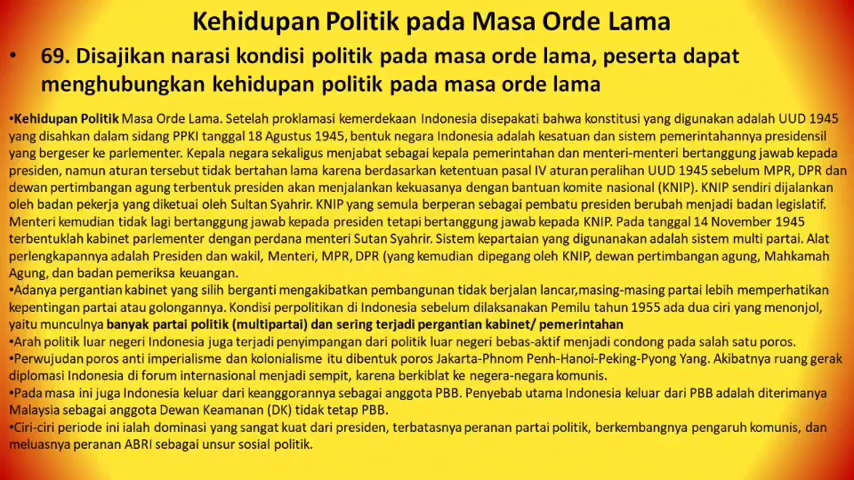 Kehidupan Politik pada Masa Orde Lama
• 69. Disajikan narasi kondisi politik pada masa orde lama, peserta dapat
menghubungkan kehidupan politik pada masa orde lama
•Kehidupan Politik Masa Orde Lama. Setelah proklamasi kemerdekaan Indonesia disepakati bahwa konstitusi yang digunakan adalah UUD 1945
yang disahkan dalam sidang PPKI tanggal 18 Agustus 1945, bentuk negara Indonesia adalah kesatuan dan sistem pemerintahannya presidensil
yang bergeser ke parlementer. Kepala negara sekaligus menjabat sebagai kepala pemerintahan dan menteri-menteri bertanggung jawab kepada
presiden, namun aturan tersebut tidak bertahan lama karena berdasarkan ketentuan pasal IV aturan peralihan UUD 1945 sebelum MPR, DPR dan
dewan pertimbangan agung terbentuk presiden akan menjalankan kekuasanya dengan bantuan komite nasional (KNIP). KNIP sendiri dijalankan
oleh badan pekerja yang diketuai oleh Sultan Syahrir. KNIP yang semula berperan sebagai pembatu presiden berubah menjadi badan legislatif.
Menteri kemudian tidak lagi bertanggung jawab kepada presiden tetapi bertanggung jawab kepada KNIP. Pada tanggal 14 November 1945
terbentuklah kabinet parlementer dengan perdana menteri Sutan Syahrir. Sistem kepartaian yang digunanakan adalah sistem multi partai. Alat
perlengkapannya adalah Presiden dan wakil, Menteri, MPR, DPR (yang kemudian dipegang oleh KNIP, dewan pertimbangan agung, Mahkamah
Agung, dan badan pemeriksa keuangan.
•Adanya pergantian kabinet yang silih berganti mengakibatkan pembangunan tidak berjalan lancar,masing-masing partai lebih memperhatikan
kepentingan partai atau golongannya. Kondisi perpolitikan di Indonesia sebelum dilaksanakan Pemilu tahun 1955 ada dua ciri yang menonjol,
yaitu munculnya banyak partai politik (multipartai) dan sering terjadi pergantian kabinet/ pemerintahan
•Arah politik luar negeri Indonesia juga terjadi penyimpangan dari politik luar negeri bebas-aktif menjadi condong pada salah satu poros.
•Perwujudan poros anti imperialisme dan kolonialisme itu dibentuk poros Jakarta-Phnom Penh-Hanoi-Peking-Pyong Yang. Akibatnya ruang gerak
diplomasi Indonesia di forum internasional menjadi sempit, karena berkiblat ke negera-negara komunis.
•Pada masa ini juga Indonesia keluar dari keanggorannya sebagai anggota PBB. Penyebab utama Indonesia keluar dari PBB adalah diterimanya
Malaysia sebagai anggota Dewan Keamanan (DK) tidak tetap PBB.
•Ciri-ciri periode ini ialah dominasi yang sangat kuat dari presiden, terbatasnya peranan partai politik, berkembangnya pengaruh komunis, dan
meluasnya peranan ABRI sebagai unsur sosial politik.